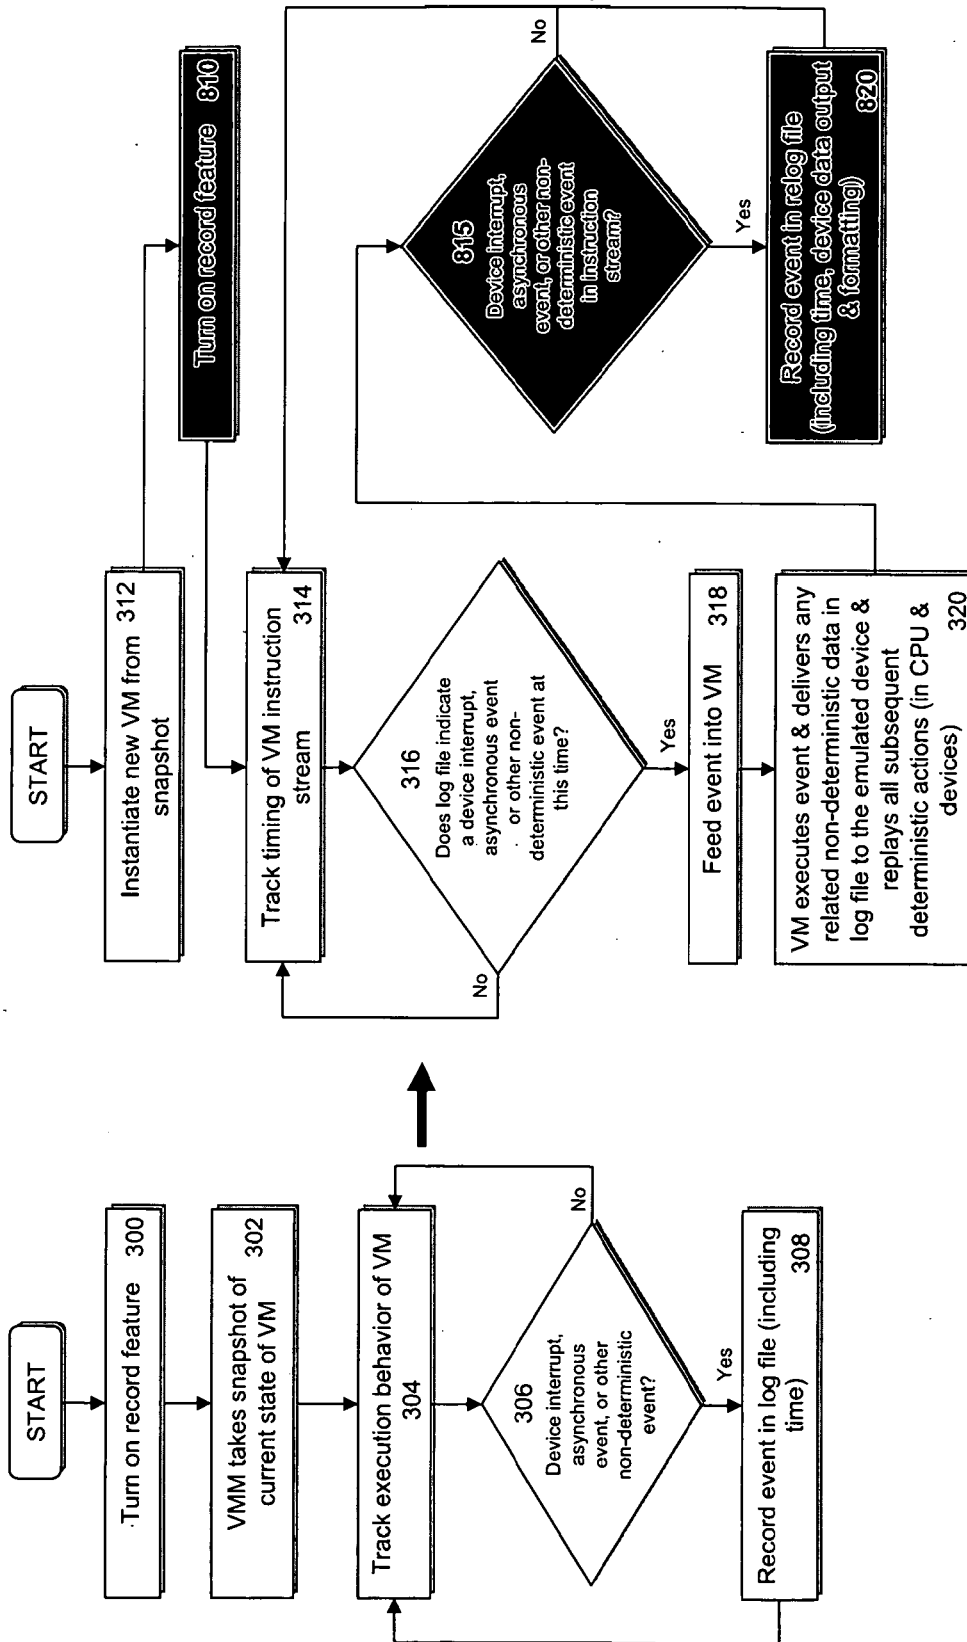 START
Turn on record feature 300
VMM takes snapshot of 302
current state of VM
Track execution behavior of VM
304
306
Device interrupt,
asynchronous
event, or other
non-deterministic
event?
No
Yes
Record event in log file (including
time) 308
START
Instantiate new VM from 312
snapshot
Turn on record feature 810
Track timing of VM instruction
stream 314
316
Does log file indicate
a device interrupt,
asynchronous event
or other non-
deterministic event at
this time?
No
Yes
Feed event into VM 318
VM executes event & delivers any
related non-deterministic data in
log file to the emulated device &
replays all subsequent
deterministic actions (in CPU &
devices) 320
815
Device interrupt,
asynchronous
event, or other non-
deterministic event
in instruction
stream?
No
Yes
Record event in relog file
(including time, device data output
& formatting) 820